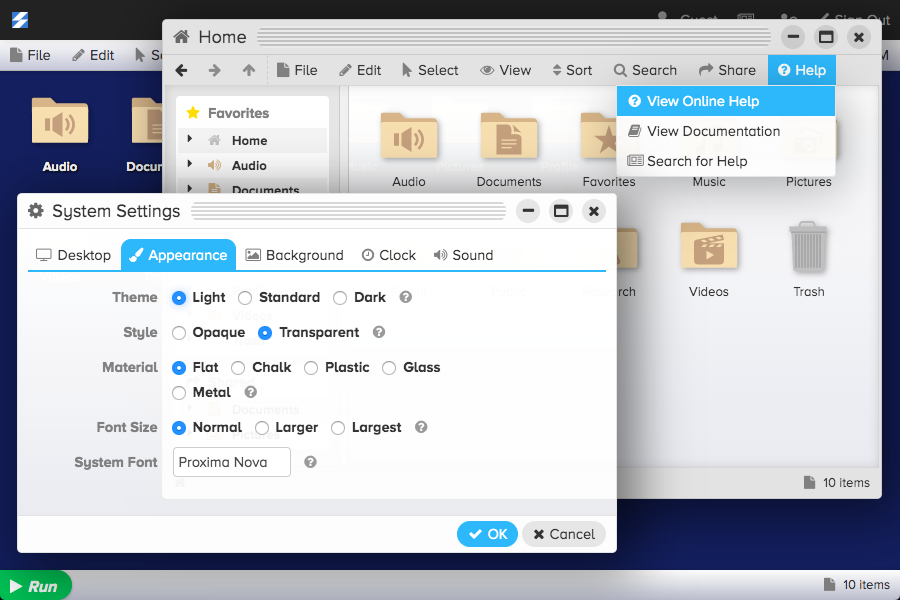 Guest
Sign Out
File Edit
Home
File Edit Select View Sort Search Share Help
View Online Help
View Documentation
Search for Help
Favorites
Home
Audio
Documents
Audio
Audio Documents Favorites Music Pictures
Videos Trash
System Settings
Desktop Appearance Background Clock Sound
Theme Light Standard Dark
Style Opaque Transparent
Material Flat Chalk Plastic Glass
Metal
Font Size Normal Larger Largest
System Font Proxima Nova
OK Cancel
10 items
Run
10 items